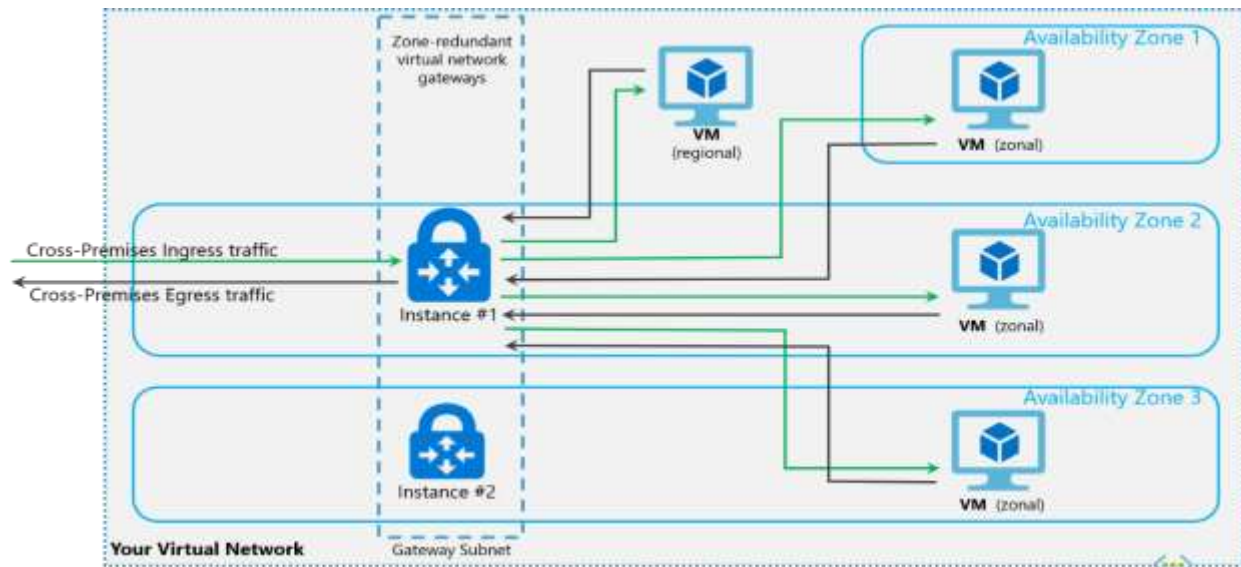 Zone-redundant
virtual network
gateways
VM
(regional)
Availability Zone 1
VM (zonal)
Availability Zone 2
Cross-Premises Ingress traffic
Cross-Premises Egress traffic
Instance #1
VM (zonal)
Availability Zone 3
Instance #2
VM (zonal)
Your Virtual Network
Gateway Subnet